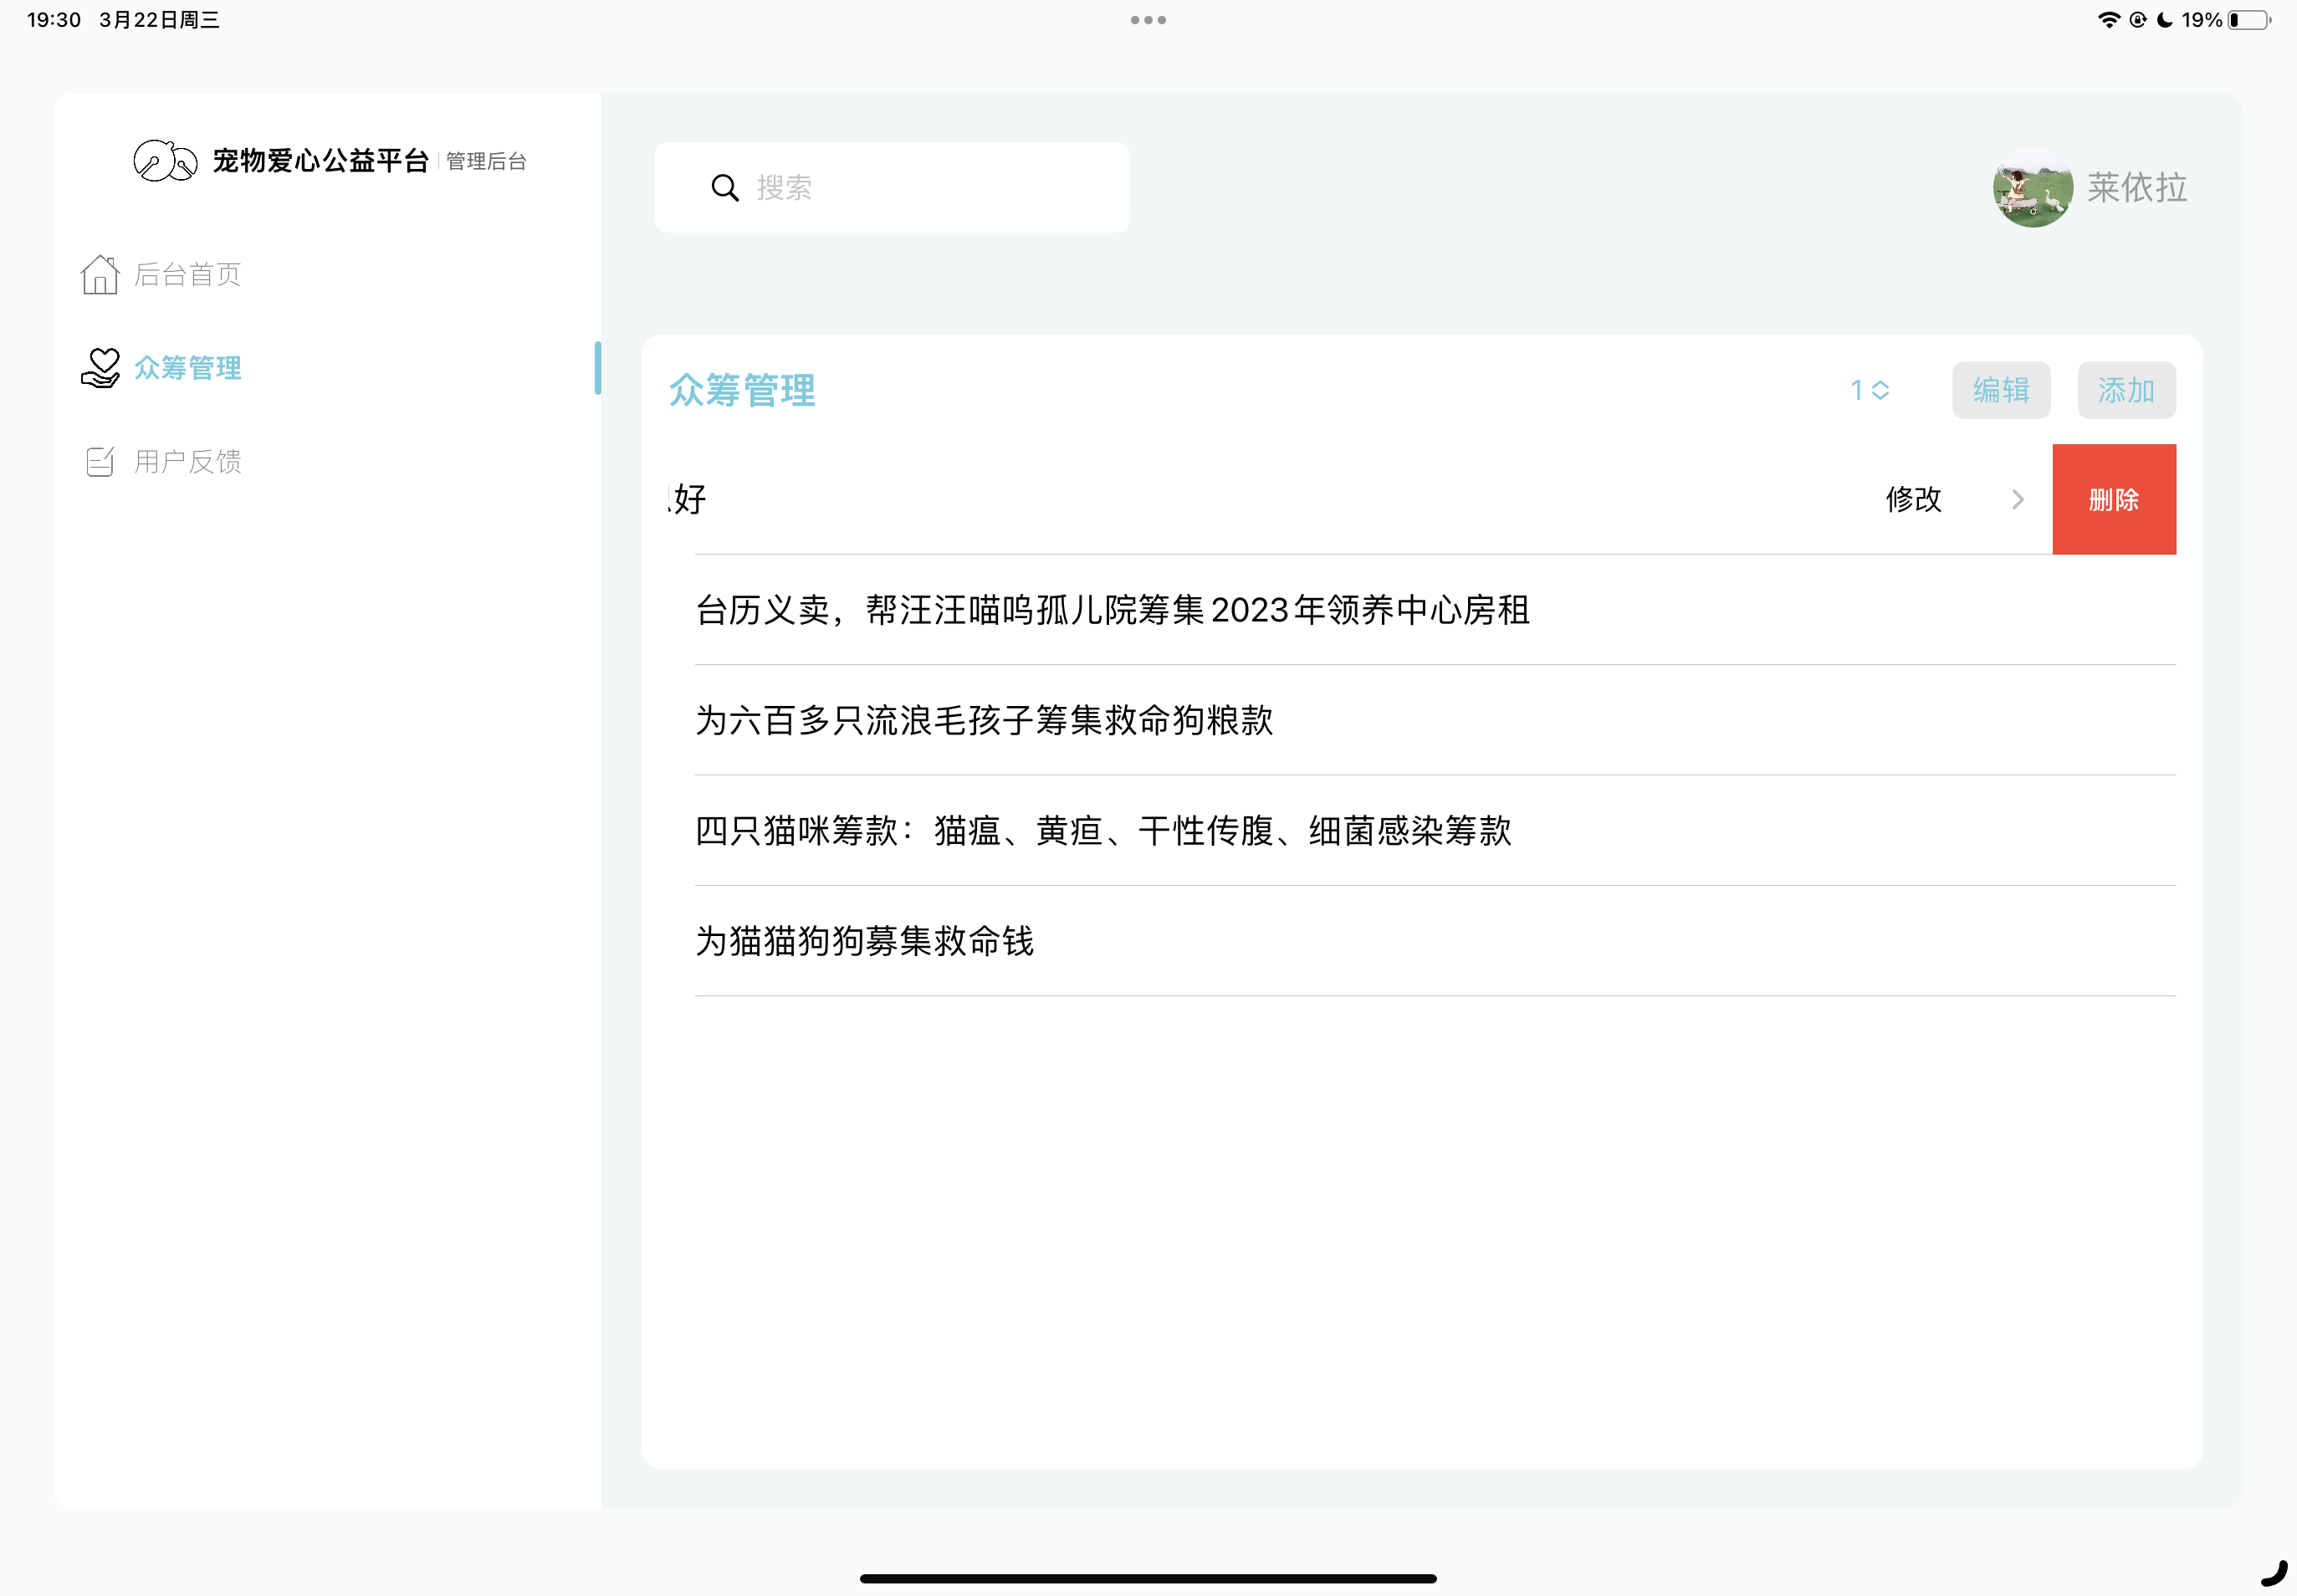 19:30 3月22日周三
19%
宠物爱心公益平台 管理后台
搜索
莱依拉
后台首页
众筹管理
用户反馈
众筹管理
1
编辑
添加
好
修改
删除
台历义卖，帮汪汪喵呜孤儿院筹集2023年领养中心房租
为六百多只流浪毛孩子筹集救命狗粮款
四只猫咪筹款：猫瘟、黄疸、干性传腹、细菌感染筹款
为猫猫狗狗募集救命钱